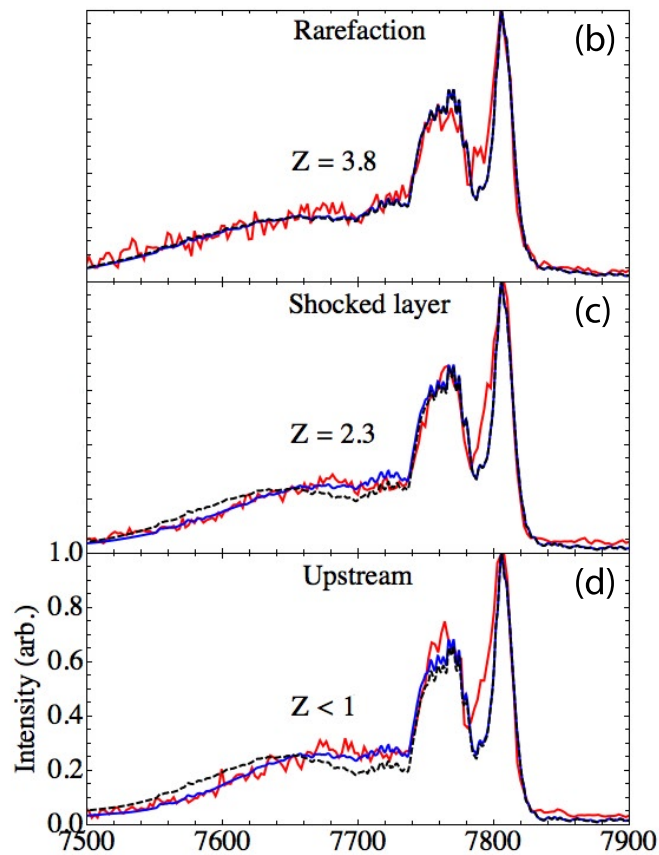 Rarefaction
(b)
Z = 3.8
Shocked layer
(c)
Z = 2.3
1.0
Upstream
(d)
0.8
0.6
Z < 1
0.4
0.2
0.0
Intensity (arb.)
7500 7600 7700 7800 7900